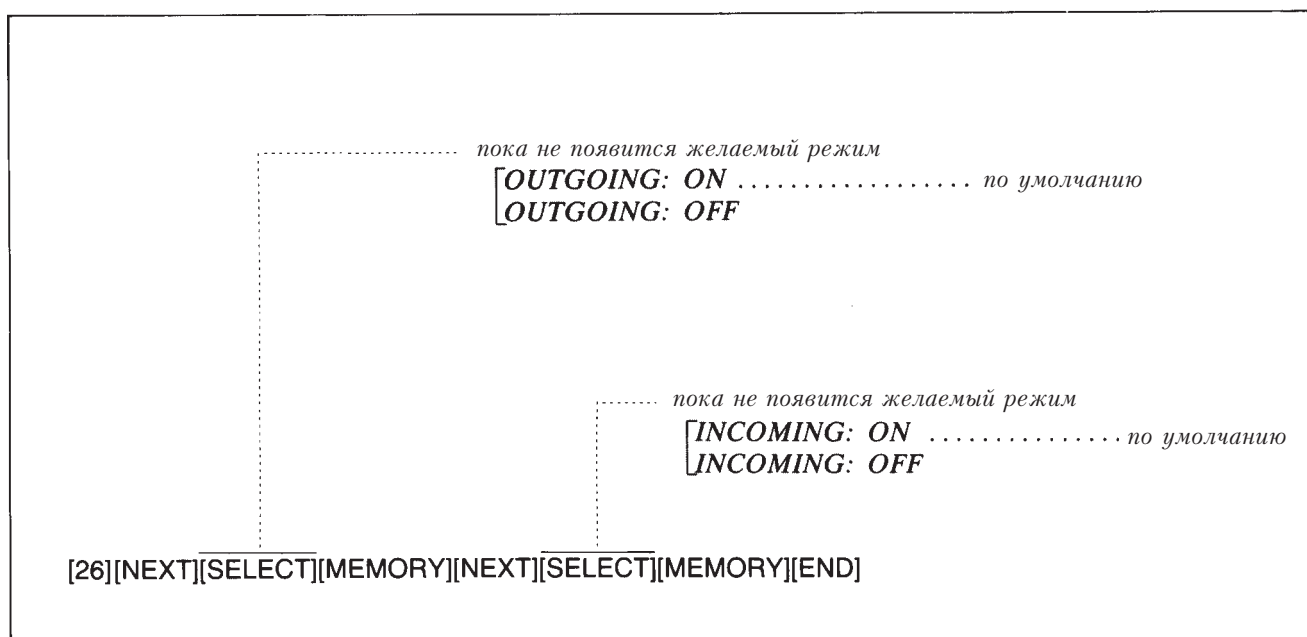 пока не появится желаемый режим
OUTGOING: ON .................. по умолчанию
OUTGOING: OFF
пока не появится желаемый режим
INCOMING: ON ............... по умолчанию
INCOMING: OFF
[26][NEXT][SELECT][MEMORY][NEXT][SELECT][MEMORY][END]